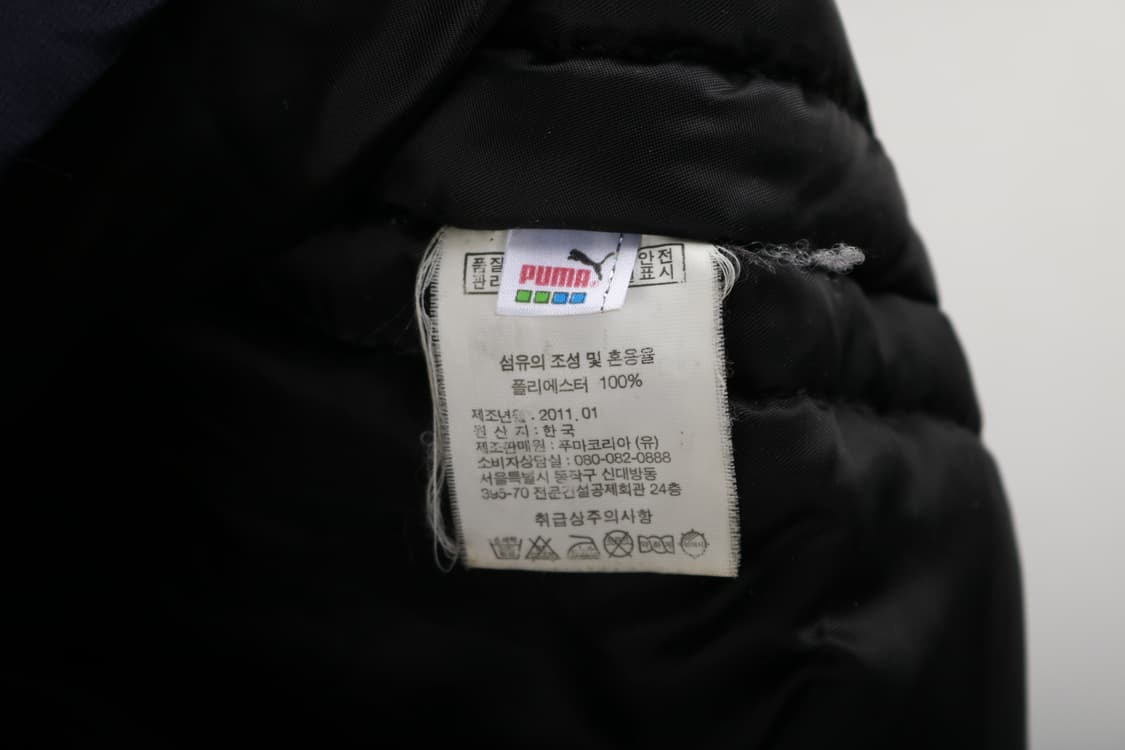 품질 안전
관리 표시
PUMA®
섬유의 조성 및 혼용율
폴리에스터 100%
제조년월 : 2011. 01
원 산 지 : 한 국
제조판매원 : 푸마코리아 (유)
소비자상담실 : 080-082-0888
서울특별시 동작구 신대방동
395-70 전문건설공제회관 24층
취급상주의사항